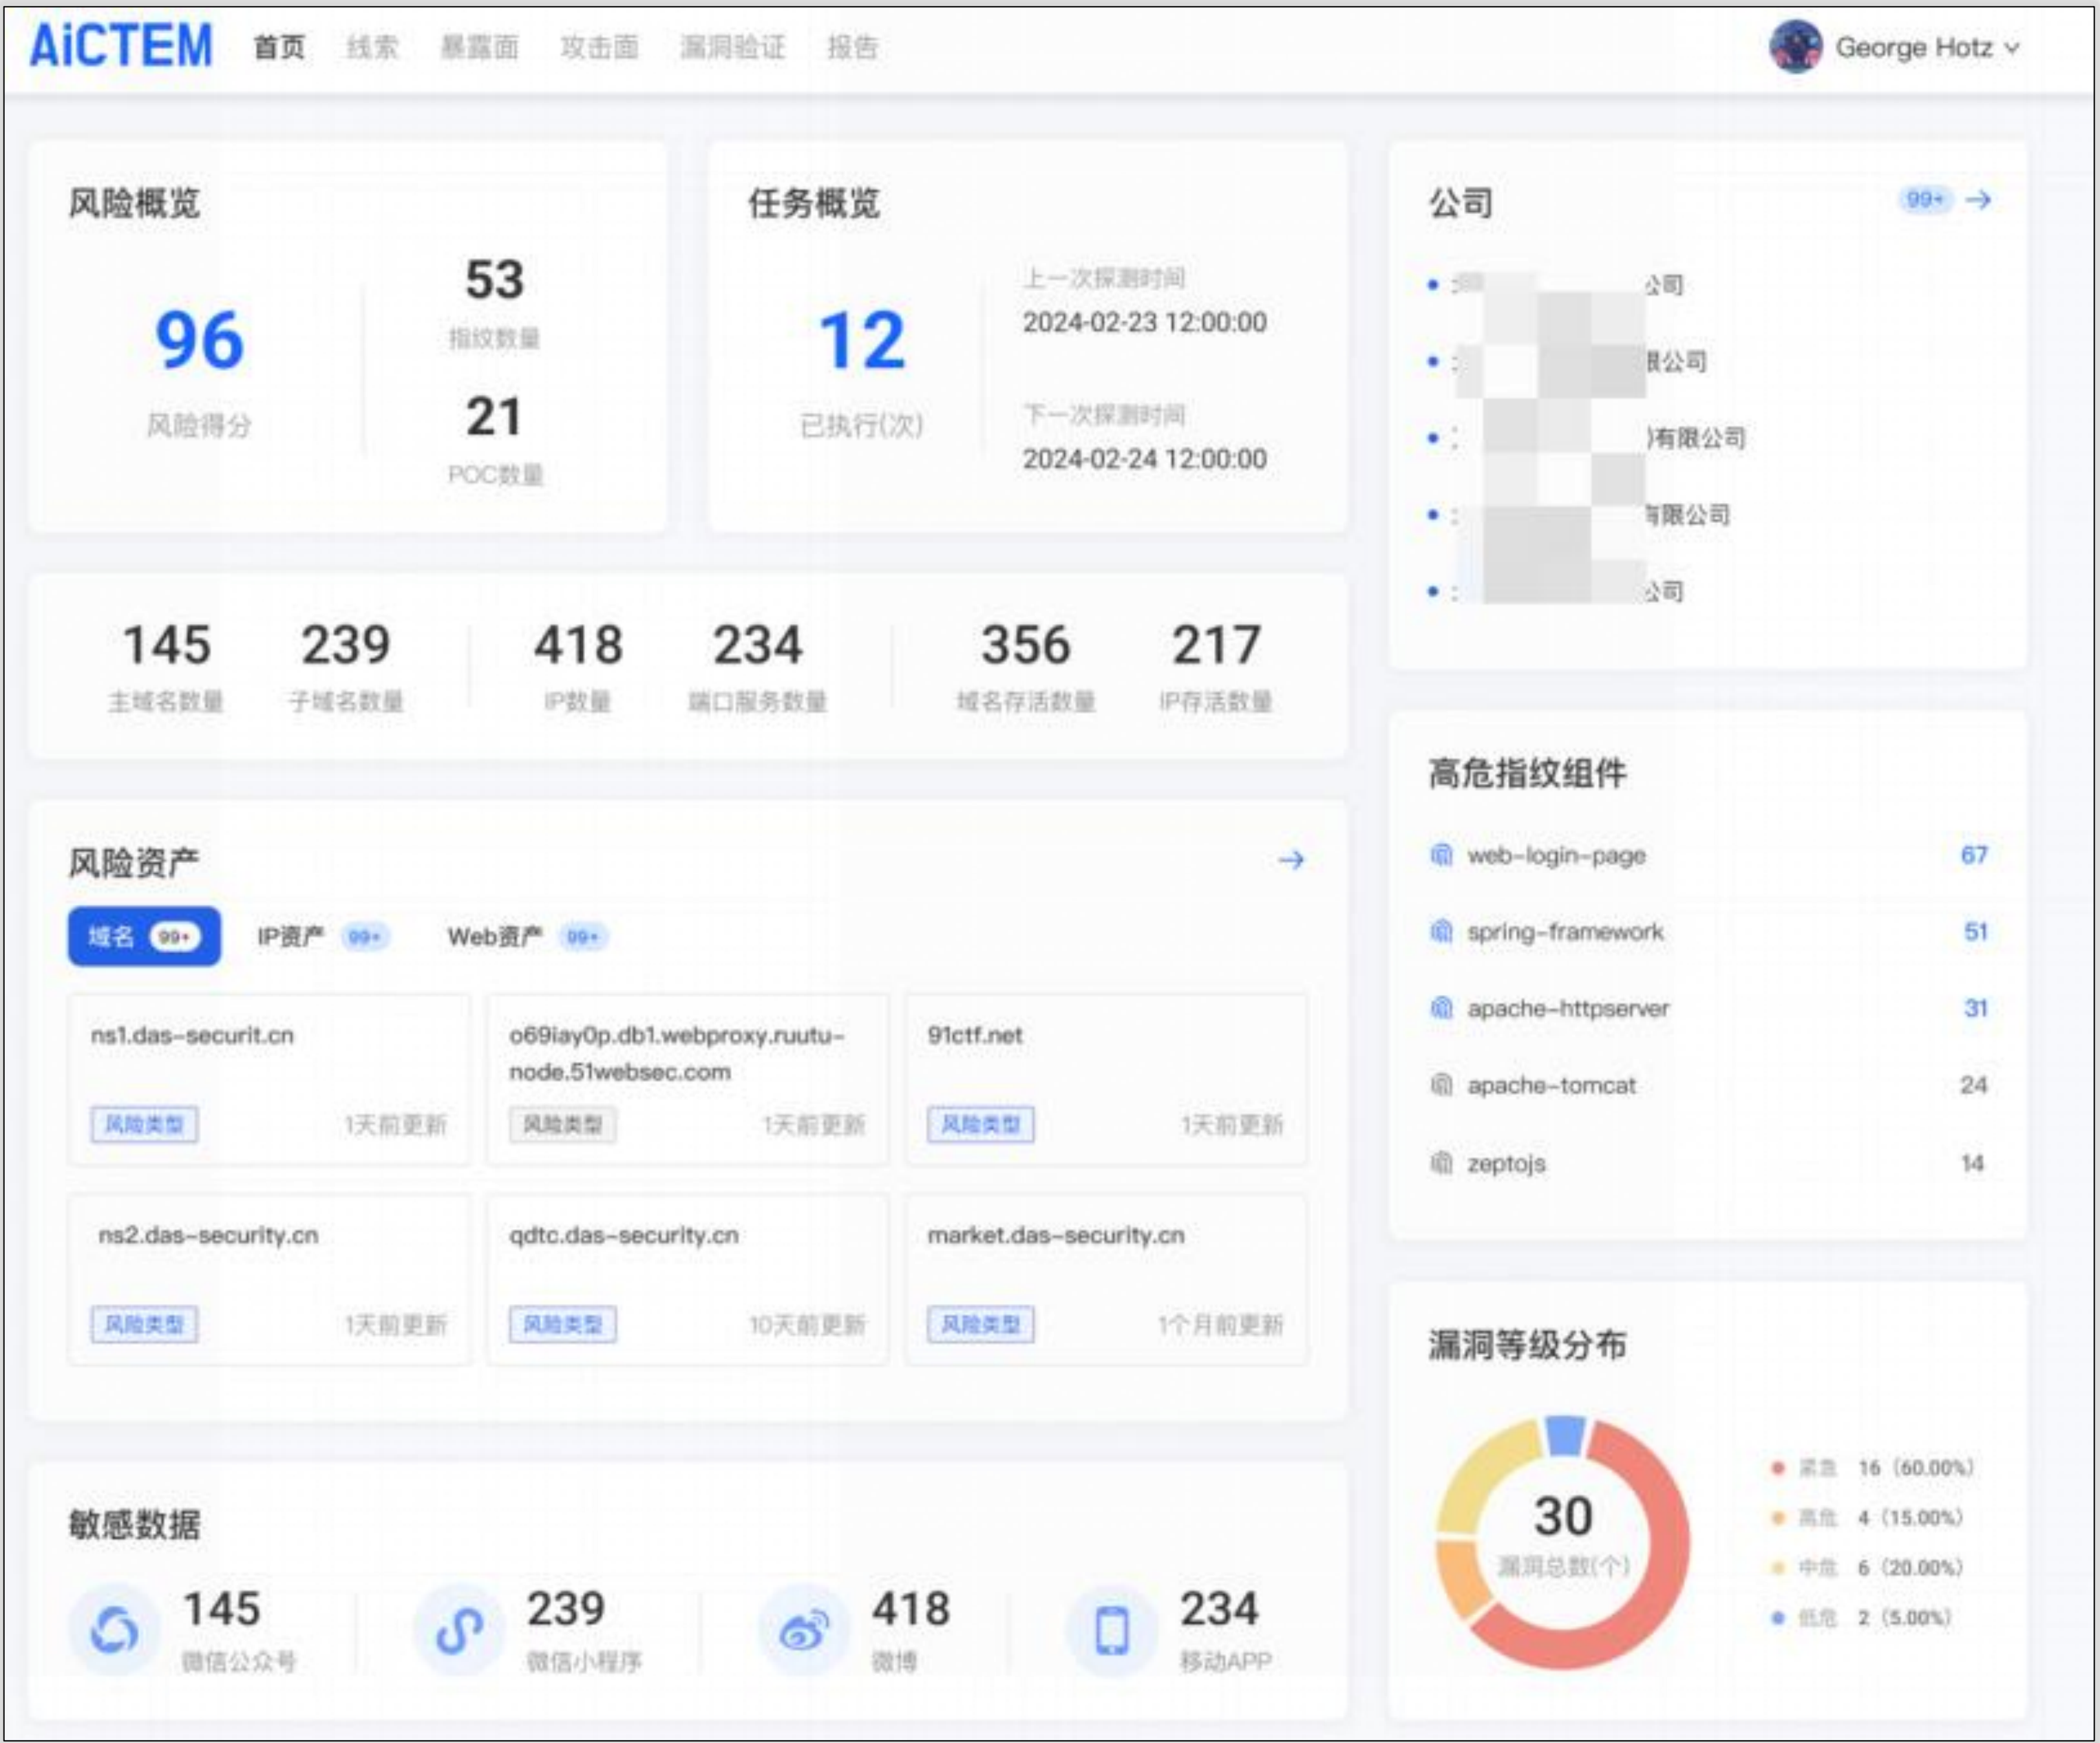 AiCTEM 首页 线索 暴露面 攻击面 漏洞验证 报告 George Hotz
风险概览
96
风险得分
53
指纹数量
21
POC数量
任务概览
12
已执行(次)
上一次探测时间
2024-02-23 12:00:00
下一次探测时间
2024-02-24 12:00:00
公司 99+
公司
限公司
)有限公司
有限公司
公司
145 239 418 234 356 217
主域名数量 子域名数量 IP数量 端口服务数量 域名存活数量 IP存活数量
高危指纹组件
web-login-page 67
spring-framework 51
apache-httpserver 31
apache-tomcat 24
zeptojs 14
风险资产
域名 99+ IP资产 99+ Web资产 99+
ns1.das-securit.cn
风险类型 1天前更新
o69iay0p.db1.webproxy.ruutu-
node.51websec.com
风险类型 1天前更新
91ctf.net
风险类型 1天前更新
ns2.das-security.cn
风险类型 1天前更新
qdtc.das-security.cn
风险类型 10天前更新
market.das-security.cn
风险类型 1个月前更新
漏洞等级分布
30
漏洞总数(个)
紧急 16（60.00%）
高危 4（15.00%）
中危 6（20.00%）
低危 2（5.00%）
敏感数据
145
微信公众号
239
微信小程序
418
微博
234
移动APP